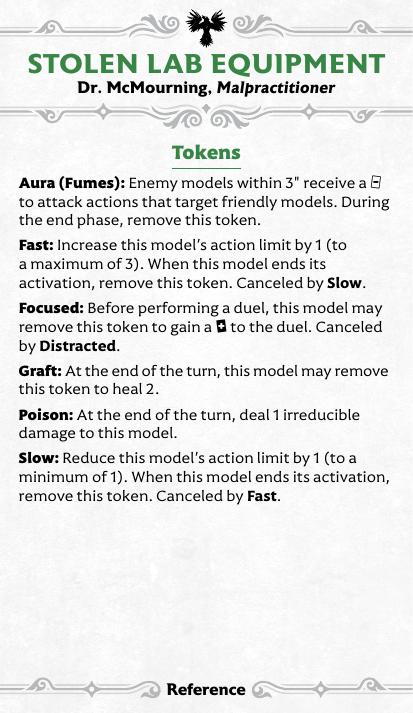 STOLEN LAB EQUIPMENT
Dr. McMourning, Malpractitioner
Tokens
Aura (Fumes): Enemy models within 3" receive a
to attack actions that target friendly models. During
the end phase, remove this token.
Fast: Increase this model's action limit by 1 (to
a maximum of 3). When this model ends its
activation, remove this token. Canceled by Slow.
Focused: Before performing a duel, this model may
remove this token to gain a to the duel. Canceled
by Distracted.
Graft: At the end of the turn, this model may remove
this token to heal 2.
Poison: At the end of the turn, deal 1 irreducible
damage to this model.
Slow: Reduce this model's action limit by 1 (to a
minimum of 1). When this model ends its activation,
remove this token. Canceled by Fast.
Reference